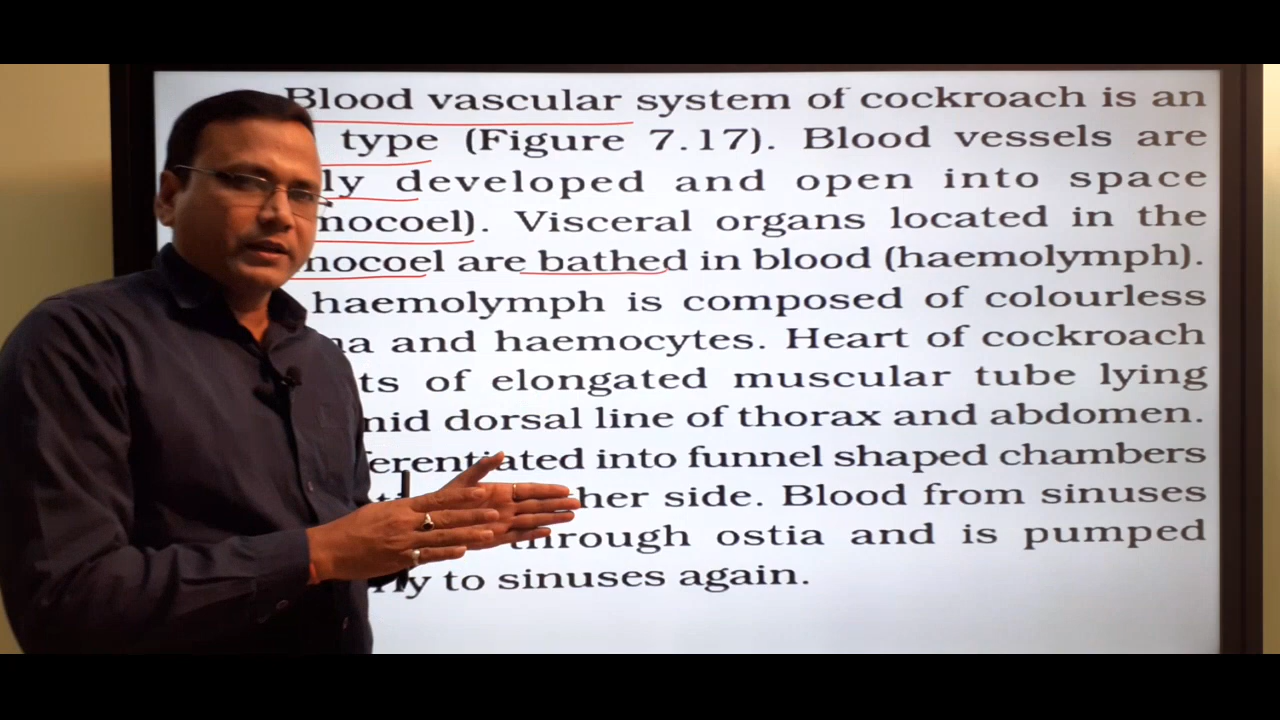 Blood vascular system of cockroach is an
type (Figure 7.17). Blood vessels are
ly developed and open into space
nocoel). Visceral organs located in the
nocoel are bathed in blood (haemolymph).
haemolymph is composed of colourless
na and haemocytes. Heart of cockroach
ts of elongated muscular tube lying
mid dorsal line of thorax and abdomen.
ferentiated into funnel shaped chambers
her side. Blood from sinuses
through ostia and is pumped
rly to sinuses again.